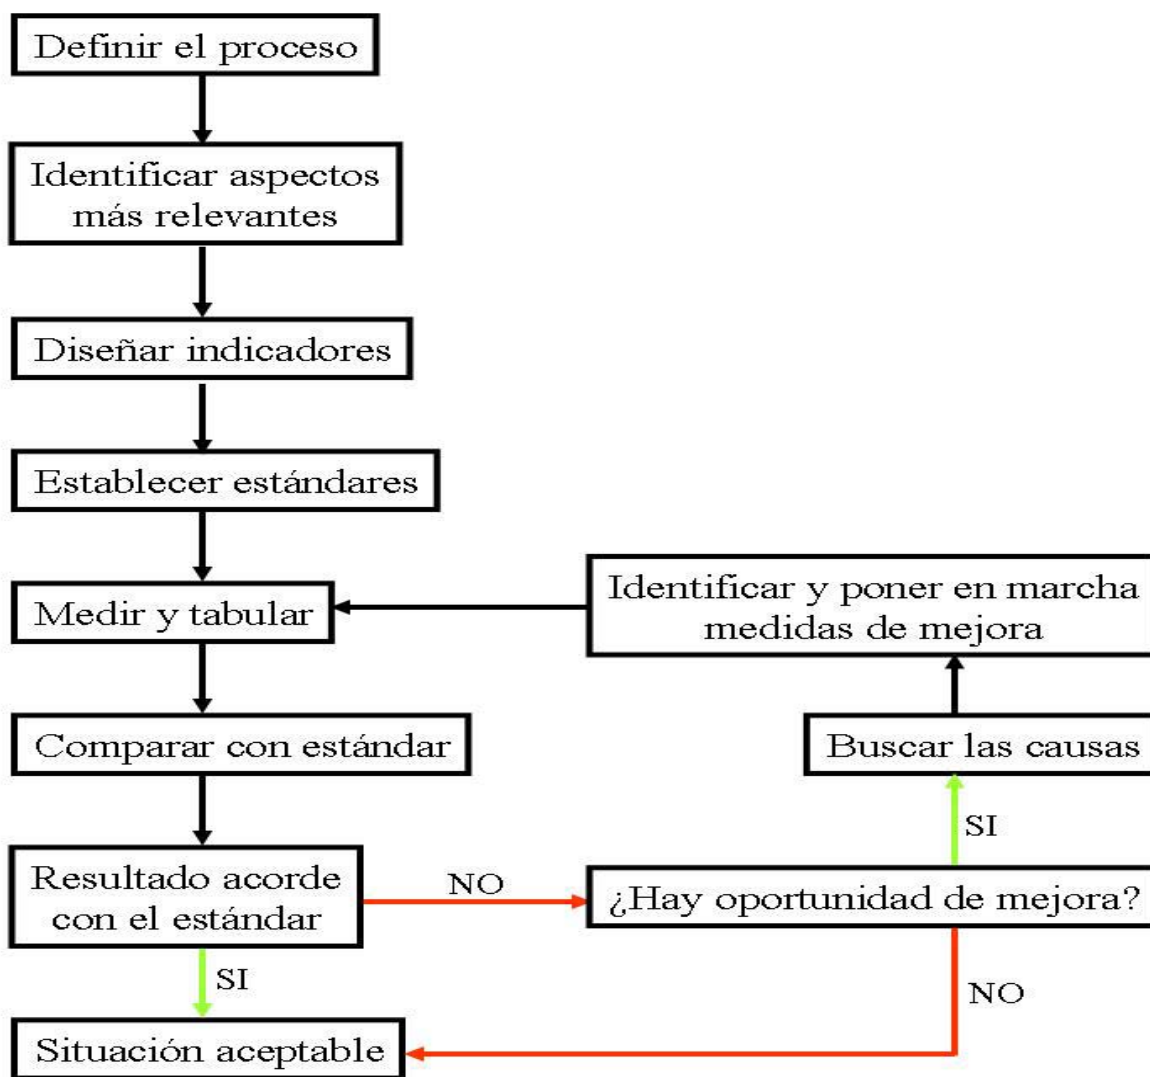 Definir el proceso
Identificar aspectos
más relevantes
Diseñar indicadores
Establecer estándares
Medir y tabular
Identificar y poner en marcha
medidas de mejora
Comparar con estándar
Buscar las causas
SI
Resultado acorde
con el estándar
NO
¿Hay oportunidad de mejora?
SI
NO
Situación aceptable